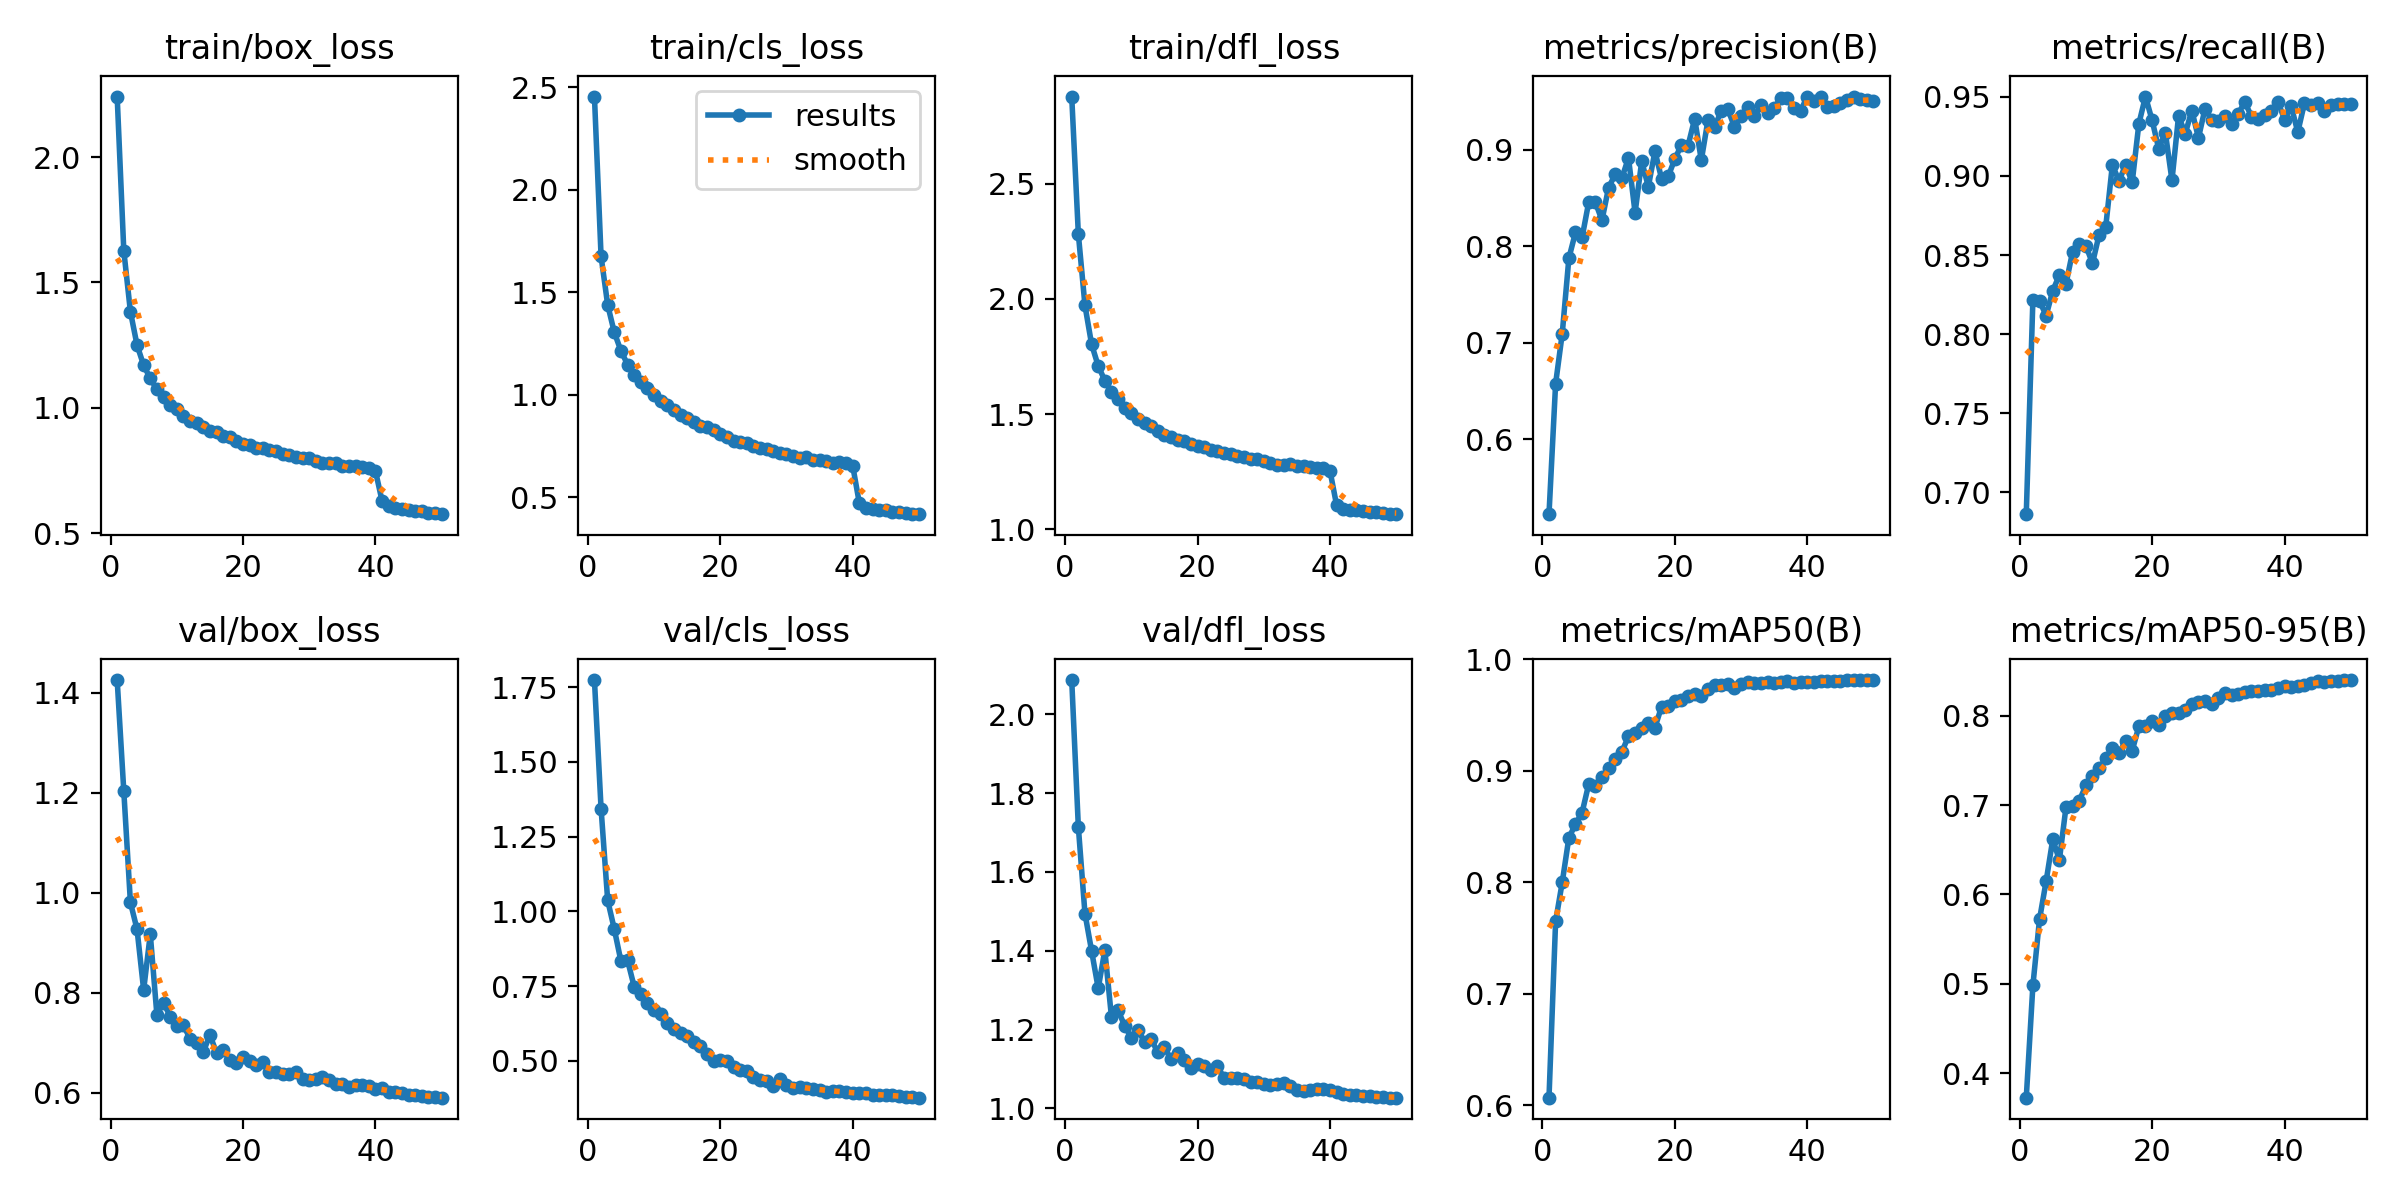 train/box_loss
2.0
1.5
1.0
0.5
0 20 40
train/cls_loss
results
smooth
2.5
2.0
1.5
1.0
0.5
0 20 40
train/dfl_loss
2.5
2.0
1.5
1.0
0 20 40
metrics/precision(B)
0.9
0.8
0.7
0.6
0 20 40
metrics/recall(B)
0.95
0.90
0.85
0.80
0.75
0.70
0 20 40
val/box_loss
1.4
1.2
1.0
0.8
0.6
0 20 40
val/cls_loss
1.75
1.50
1.25
1.00
0.75
0.50
0 20 40
val/dfl_loss
2.0
1.8
1.6
1.4
1.2
1.0
0 20 40
metrics/mAP50(B)
1.0
0.9
0.8
0.7
0.6
0 20 40
metrics/mAP50-95(B)
0.8
0.7
0.6
0.5
0.4
0 20 40